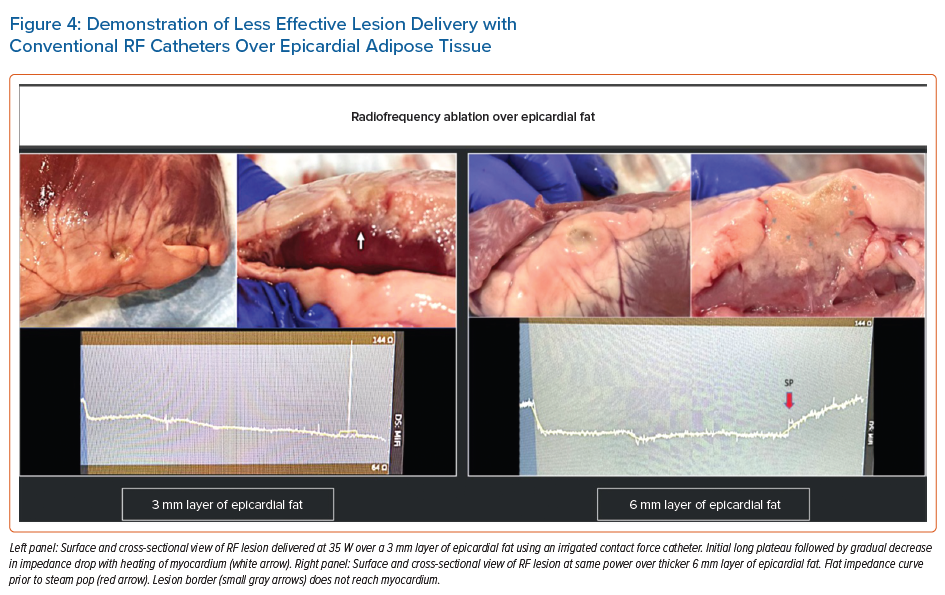 Figure 4: Demonstration of Less Effective Lesion Delivery with
Conventional RF Catheters Over Epicardial Adipose Tissue
Radiofrequency ablation over epicardial fat
144 Ω
DS: MIA
64 Ω
144 Ω
SP
3 mm layer of epicardial fat
6 mm layer of epicardial fat
Left panel: Surface and cross-sectional view of RF lesion delivered at 35 W over a 3 mm layer of epicardial fat using an irrigated contact force catheter. Initial long plateau followed by gradual decrease
in impedance drop with heating of myocardium (white arrow). Right panel: Surface and cross-sectional view of RF lesion at same power over thicker 6 mm layer of epicardial fat. Flat impedance curve
prior to steam pop (red arrow). Lesion border (small gray arrows) does not reach myocardium.